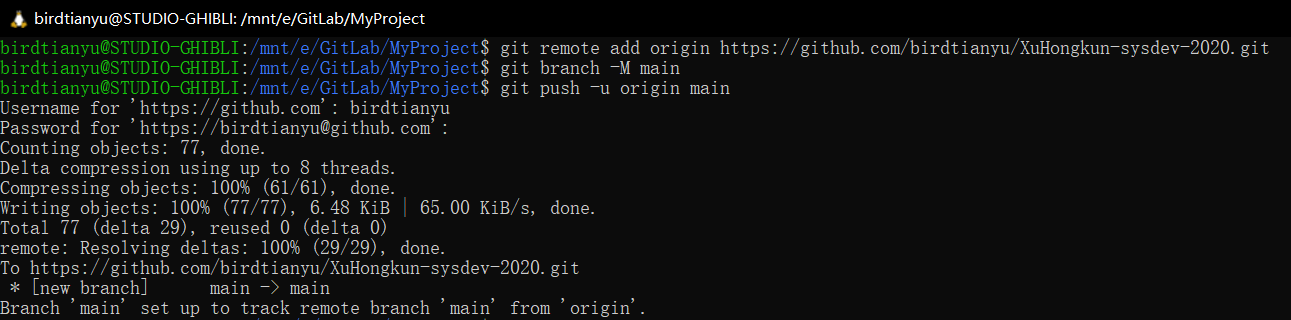 birdtianyu@STUDIO-GHIBLI: /mnt/e/GitLab/MyProject
birdtianyu@STUDIO-GHIBLI:/mnt/e/GitLab/MyProject$ git remote add origin https://github.com/birdtianyu/XuHongkun-sysdev-2020.git
birdtianyu@STUDIO-GHIBLI:/mnt/e/GitLab/MyProject$ git branch -M main
birdtianyu@STUDIO-GHIBLI:/mnt/e/GitLab/MyProject$ git push -u origin main
Username for 'https://github.com': birdtianyu
Password for 'https://birdtianyu@github.com':
Counting objects: 77, done.
Delta compression using up to 8 threads.
Compressing objects: 100% (61/61), done.
Writing objects: 100% (77/77), 6.48 KiB | 65.00 KiB/s, done.
Total 77 (delta 29), reused 0 (delta 0)
remote: Resolving deltas: 100% (29/29), done.
To https://github.com/birdtianyu/XuHongkun-sysdev-2020.git
 * [new branch]      main -> main
Branch 'main' set up to track remote branch 'main' from 'origin'.